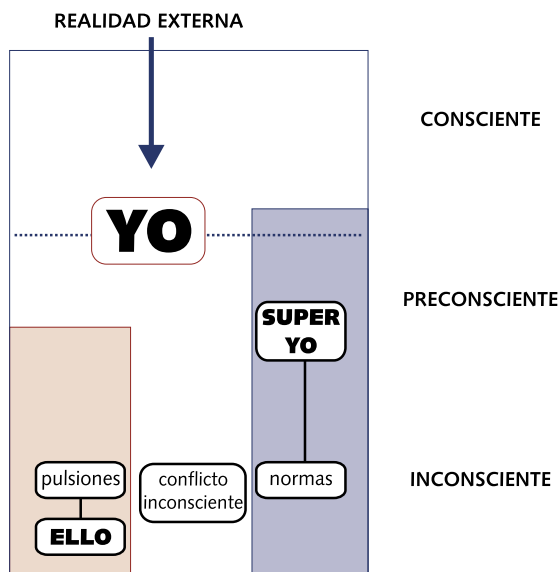 REALIDAD EXTERNA
CONSCIENTE
YO
PRECONSCIENTE
SUPER
YO
pulsiones
conflicto
inconsciente
normas
INCONSCIENTE
ELLO